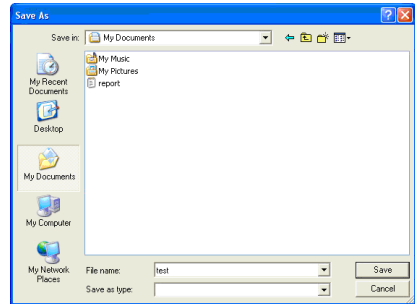 Save As
Save in: My Documents
My Music
My Pictures
report
My Recent
Documents
Desktop
My Documents
My Computer
My Network
Places
File name: test
Save
Save as type:
Cancel